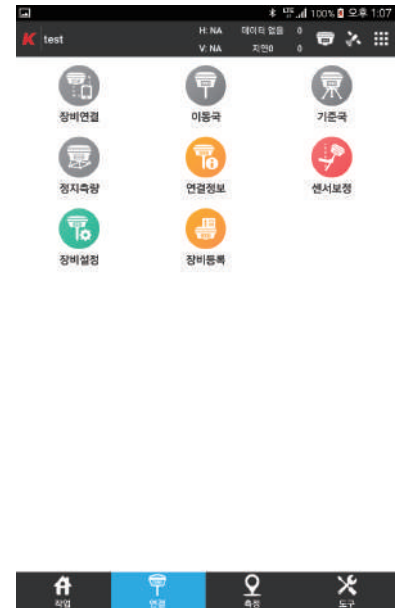 LTE 100% 오후 1:07
K test
H: NA 데이터 없음 0
V: NA 지연0 0
장비연결 이동국 기준국
정지측량 연결정보 센서보정
장비설정 장비등록
작업 연결 측정 도구